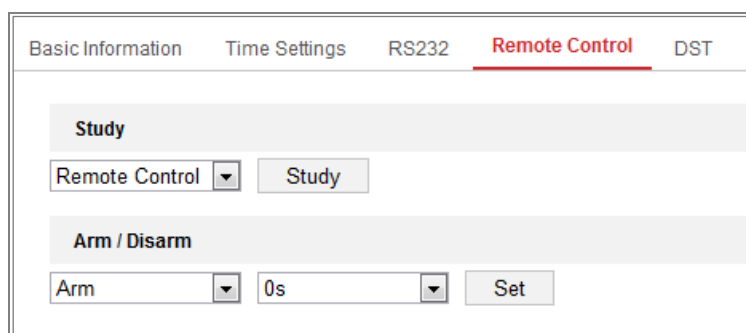 Basic Information Time Settings RS232 Remote Control DST
Study
Remote Control Study
Arm / Disarm
Arm 0s Set